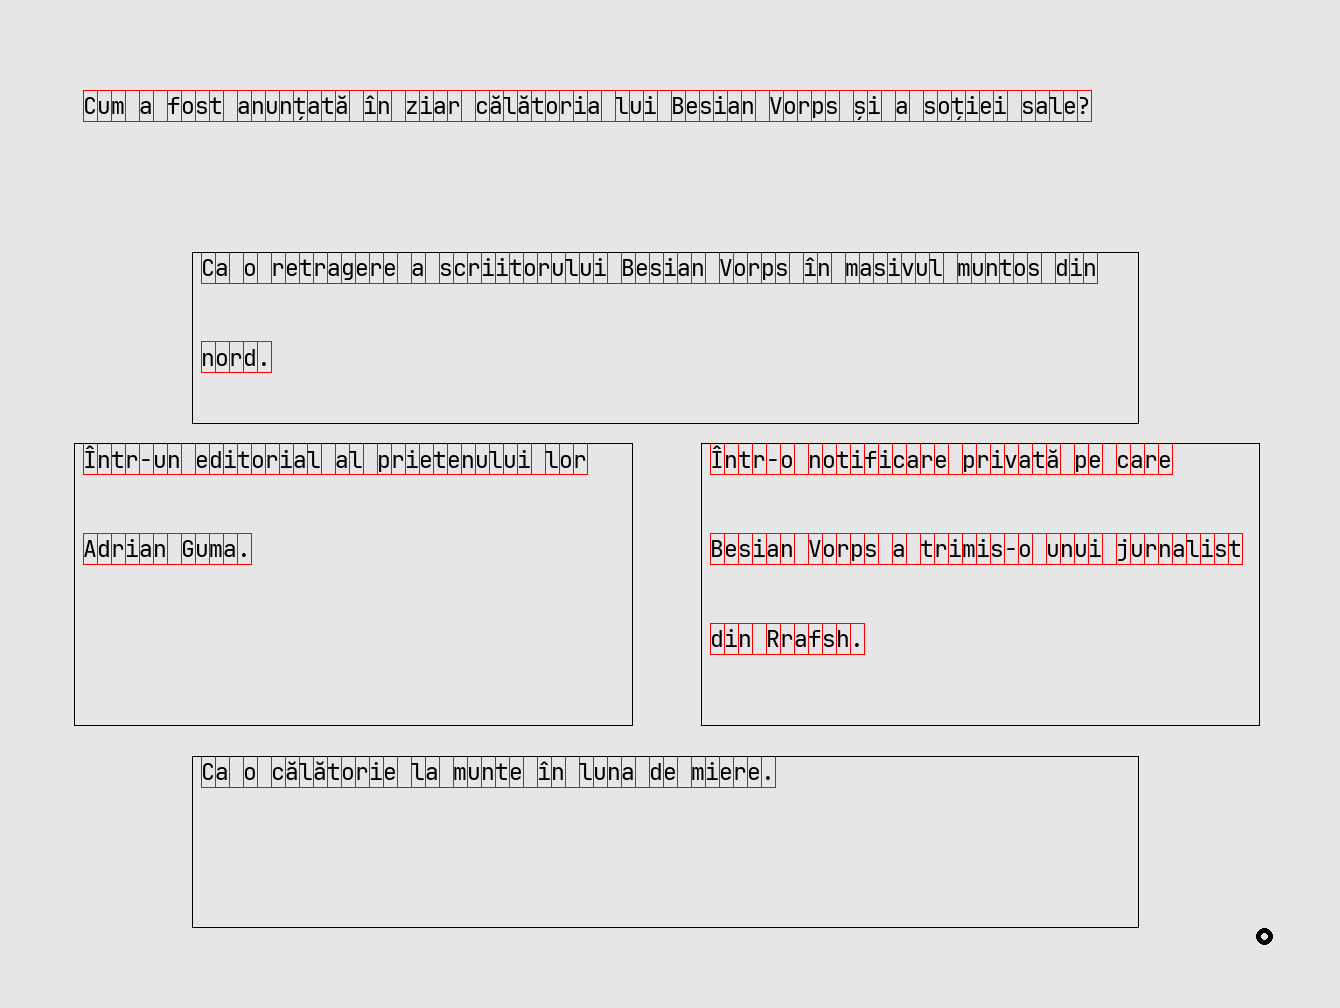 Cum a fost anunțată în ziar călătoria lui Besian Vorps și a soției sale?
Ca o retragere a scriitorului Besian Vorps în masivul muntos din
nord.
Într-un editorial al prietenului lor
Adrian Guma.
Într-o notificare privată pe care
Besian Vorps a trimis-o unui jurnalist
din Rrafsh.
Ca o călătorie la munte în luna de miere.